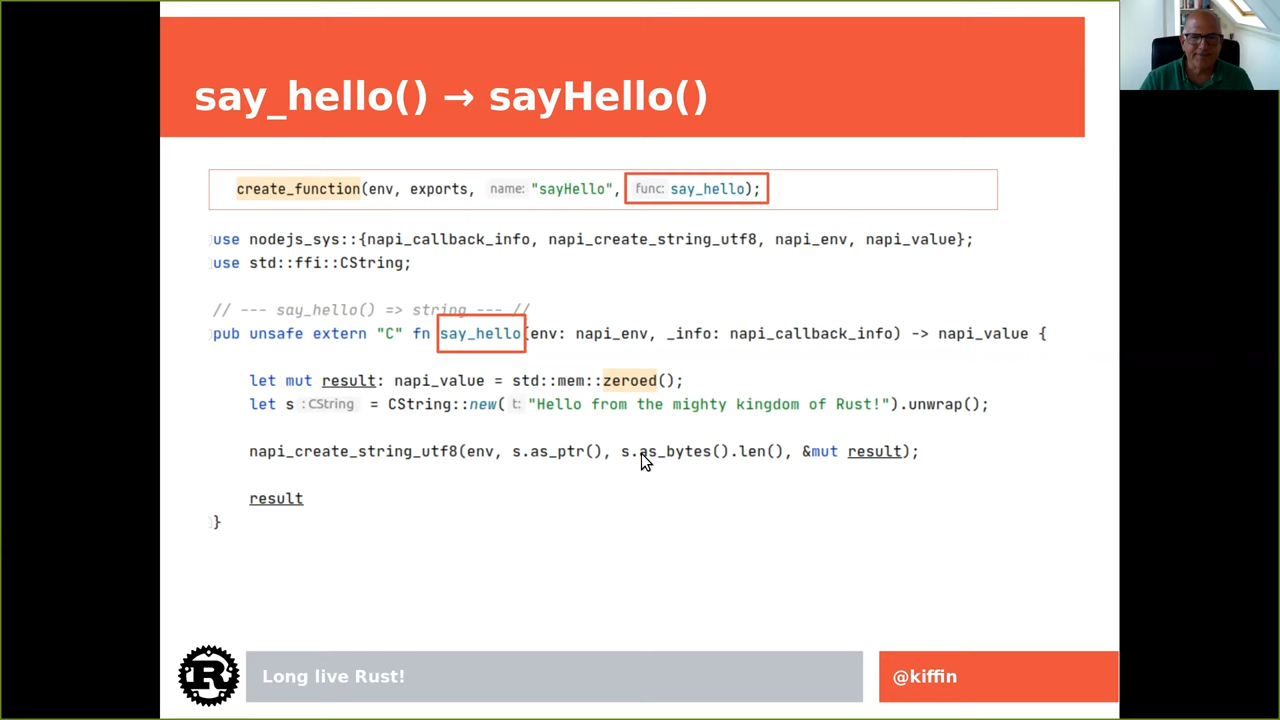 say_hello() → sayHello()
create_function(env, exports, name: "sayHello", func: say_hello);
use nodejs_sys::{napi_callback_info, napi_create_string_utf8, napi_env, napi_value};
use std::ffi::CString;
// --- say_hello() => string --- //
pub unsafe extern "C" fn say_hello(env: napi_env, _info: napi_callback_info) -> napi_value {
let mut result: napi_value = std::mem::zeroed();
let s : CString = CString::new( t: "Hello from the mighty kingdom of Rust!").unwrap();
napi_create_string_utf8(env, s.as_ptr(), s.as_bytes().len(), &mut result);
result
}
R
Long live Rust!
@kiffin